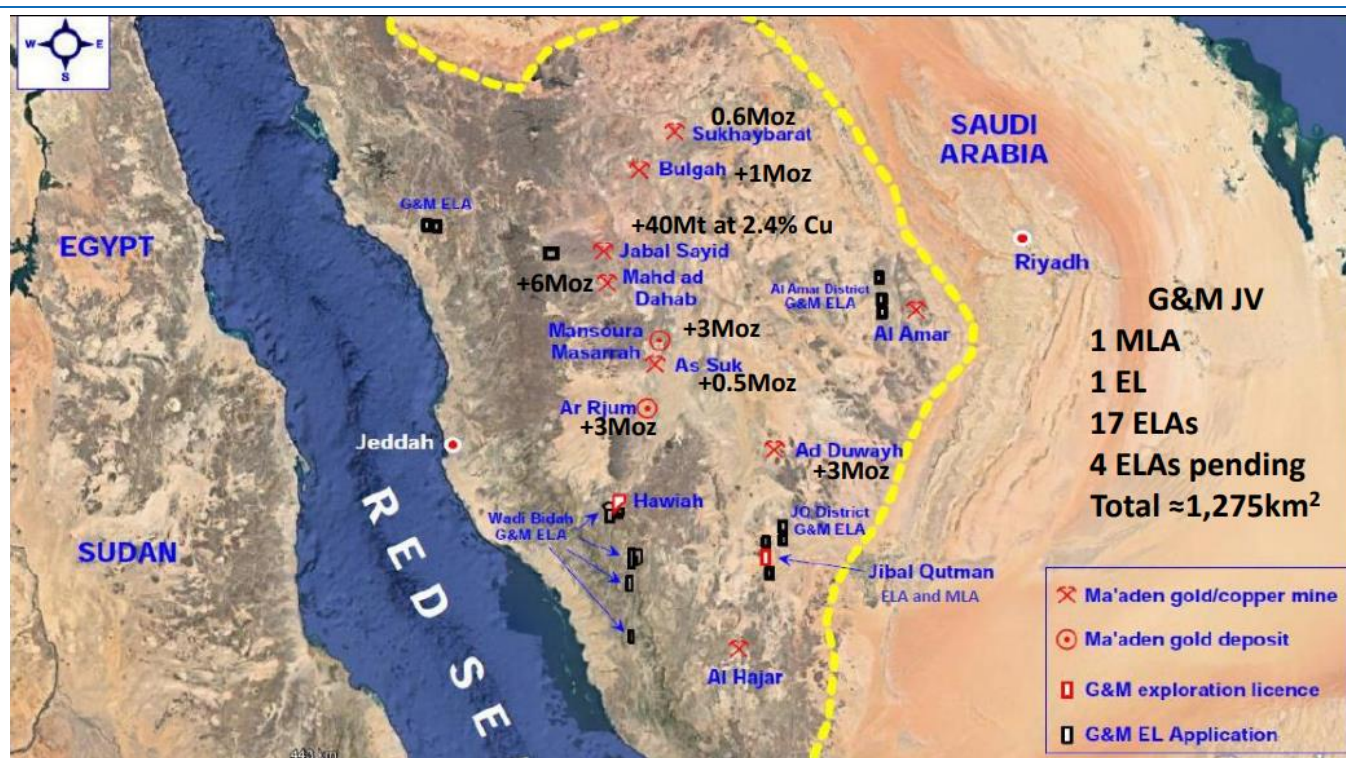 N
W E
S
0.6Moz
Sukhaybarat
SAUDI
ARABIA
Bulgah
+1Moz
G&M ELA
+40Mt at 2.4% Cu
EGYPT
Jabal Sayid
Riyadh
+6Moz
Mahd ad
Dahab
Al Amar District
G&M ELA
Al Amar
G&M JV
1 MLA
1 EL
17 ELAs
4 ELAs pending
Total ≈1,275km²
Mansoura
Masarrah
+3Moz
As Suk
+0.5Moz
Ar Rjum
+3Moz
Jeddah
Ad Duwayh
+3Moz
Hawiah
Wadi Bidah
G&M ELA
JQ District
G&M ELA
SUDAN
RED SE
Jibal Qutman
ELA and MLA
Al Hajar
Ma'aden gold/copper mine
Ma'aden gold deposit
G&M exploration licence
G&M EL Application
443 km